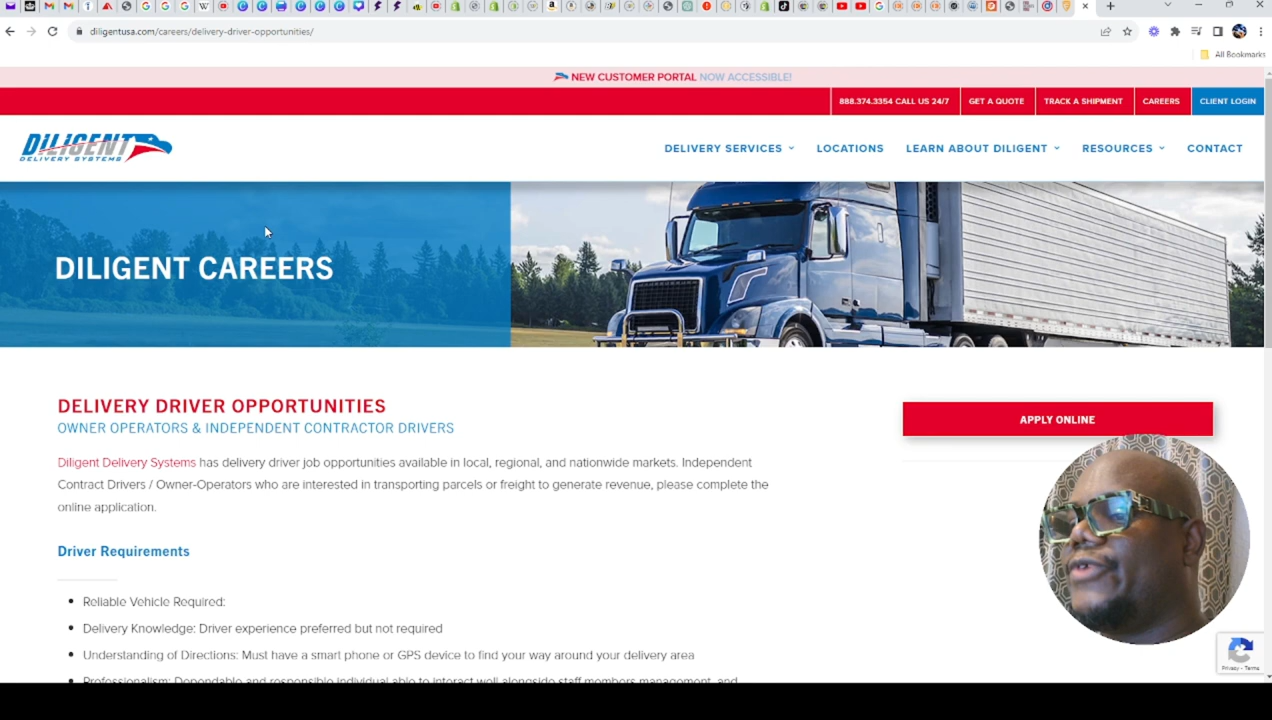 diligentusa.com/careers/delivery-driver-opportunities/
All Bookmarks
NEW CUSTOMER PORTAL NOW ACCESSIBLE!
888.374.3354 CALL US 24/7 GET A QUOTE TRACK A SHIPMENT CAREERS CLIENT LOGIN
DILIGENT
DELIVERY SYSTEMS
DELIVERY SERVICES LOCATIONS LEARN ABOUT DILIGENT RESOURCES CONTACT
DILIGENT CAREERS
DELIVERY DRIVER OPPORTUNITIES
OWNER OPERATORS & INDEPENDENT CONTRACTOR DRIVERS
APPLY ONLINE
Diligent Delivery Systems has delivery driver job opportunities available in local, regional, and nationwide markets. Independent
Contract Drivers / Owner-Operators who are interested in transporting parcels or freight to generate revenue, please complete the
online application.
Driver Requirements
Reliable Vehicle Required:
Delivery Knowledge: Driver experience preferred but not required
Understanding of Directions: Must have a smart phone or GPS device to find your way around your delivery area
Professionalism: Dependable and responsible individual able to interact well alongside staff members management, and
Privacy - Terms